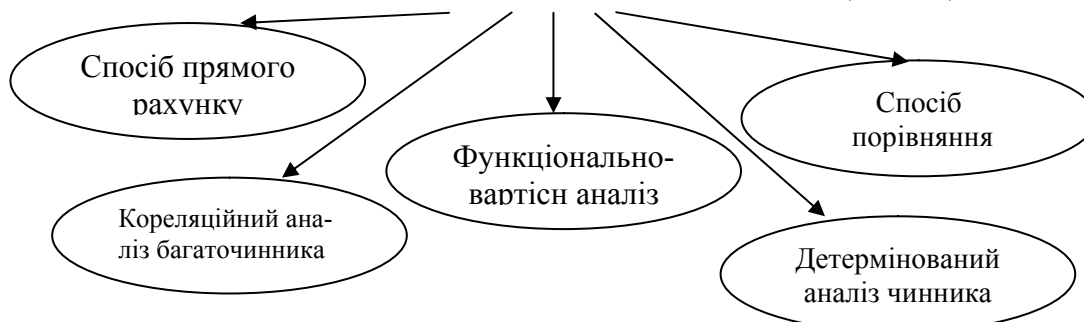 Спосіб прямого
рахунку
Спосіб
порівняння
Функціонально-
вартісн аналіз
Кореляційний ана-
ліз багаточинника
Детермінований
аналіз чинника